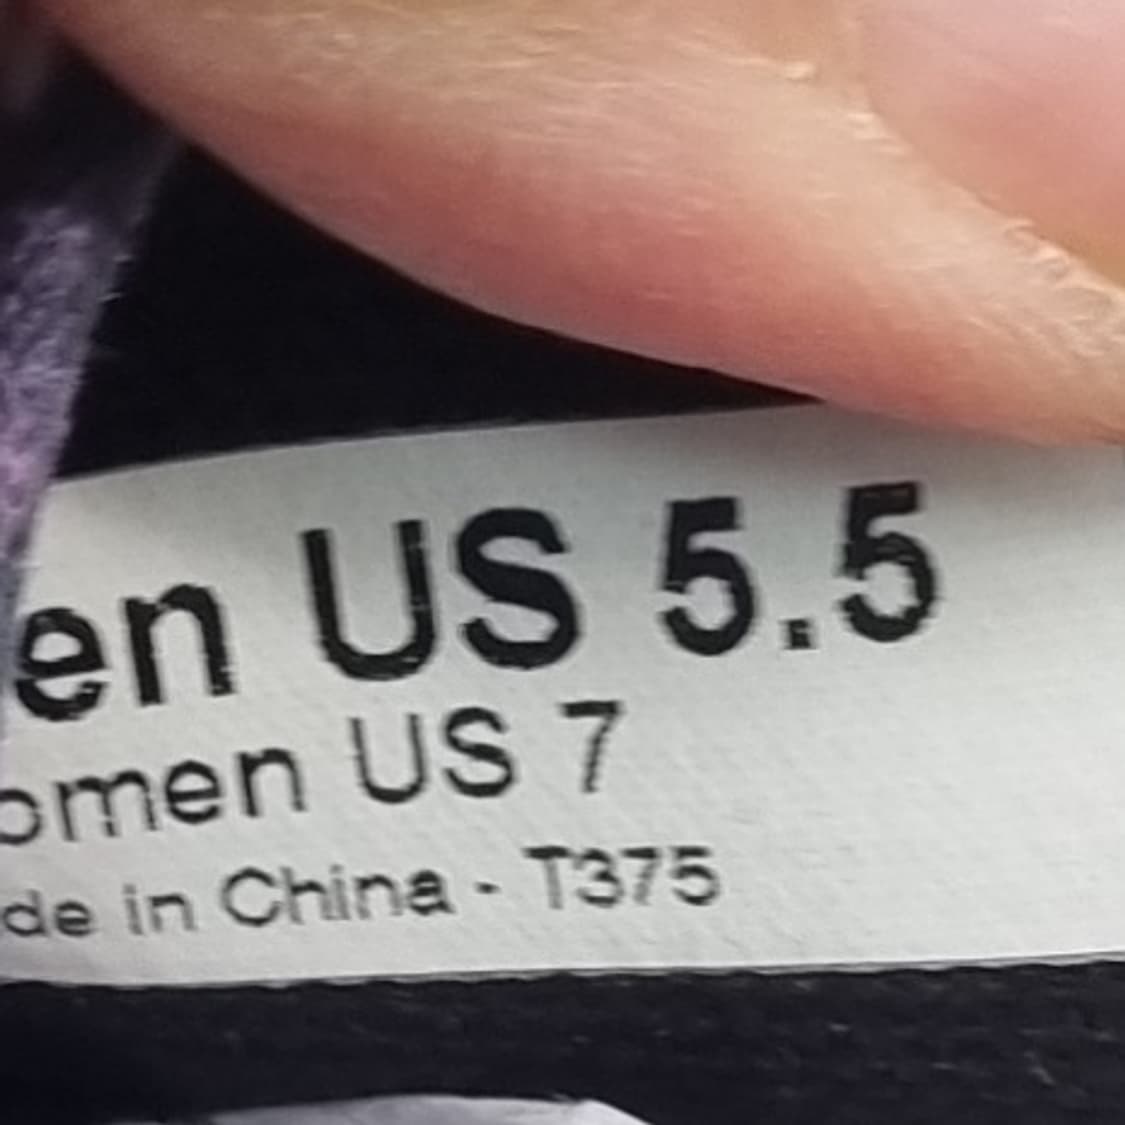 en US 5.5
omen US 7
de in China - T375